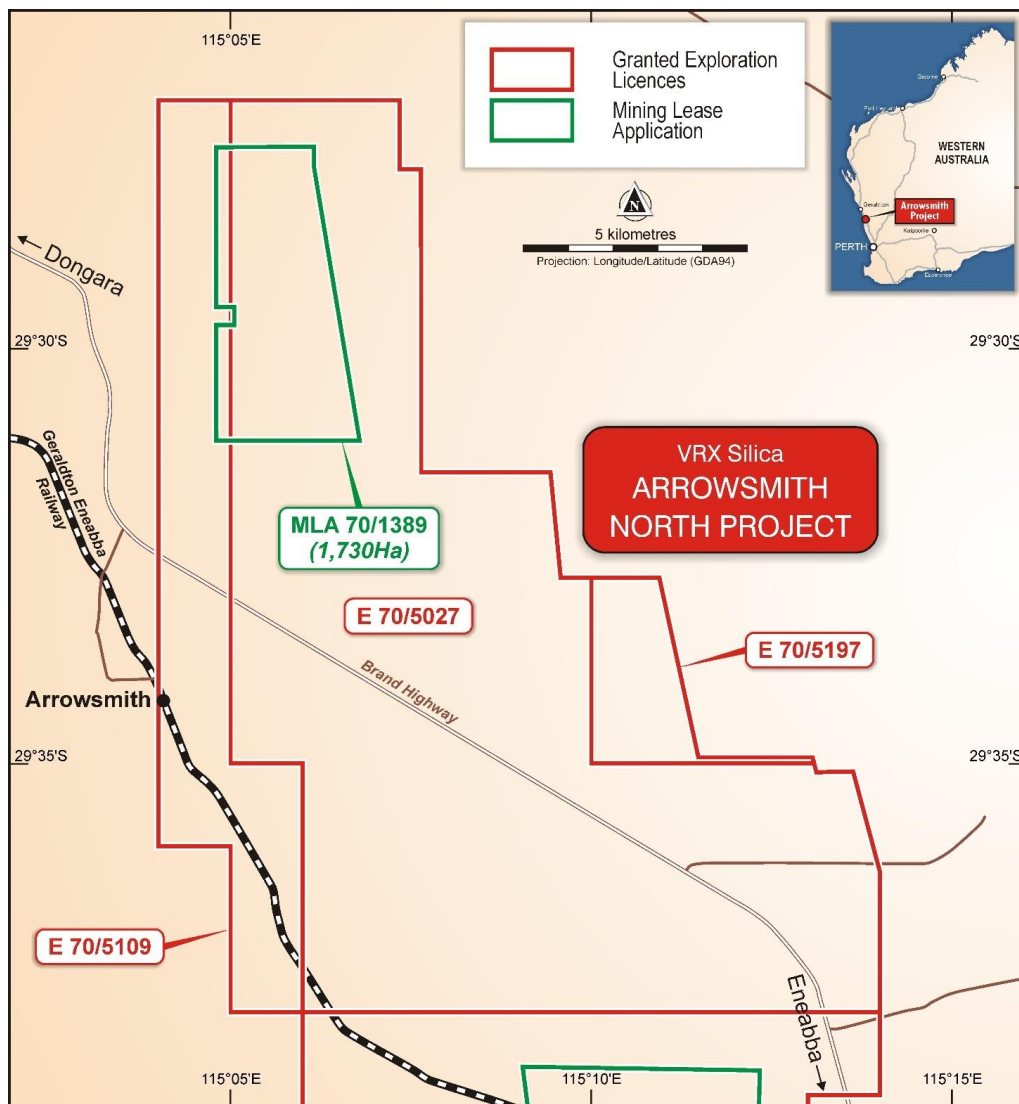 115°05'E
Granted Exploration
Licences
Mining Lease
Application
Broome
Port Hedland
WESTERN
AUSTRALIA
Geraldton
Arrowsmith
Project
Kalgoorlie
PERTH
Esperance
N
5 kilometres
Projection: Longitude/Latitude (GDA94)
Dongara
29°30'S
29°30'S
Geraldton Eneabba
Railway
VRX Silica
ARROWSMITH
NORTH PROJECT
MLA 70/1389
(1,730Ha)
E 70/5027
E 70/5197
Brand Highway
Arrowsmith
29°35'S
29°35'S
E 70/5109
Eneabba
115°05'E
115°10'E
115°15'E